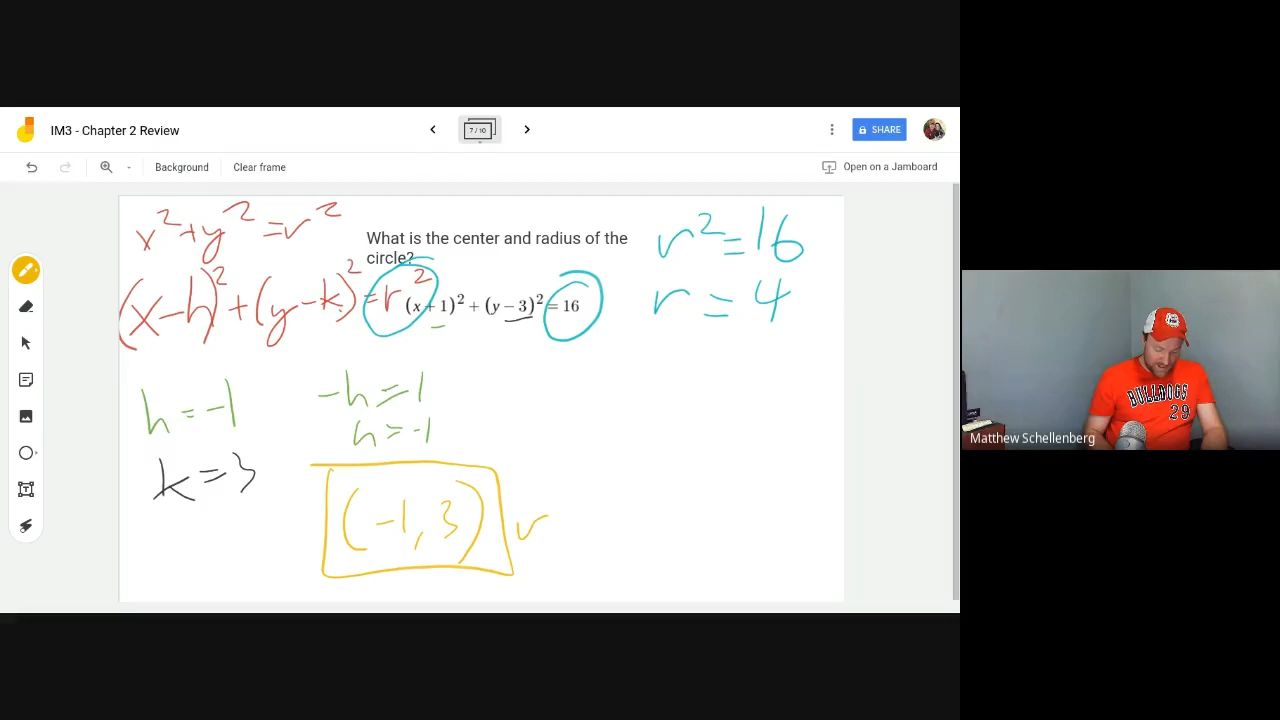 IM3 - Chapter 2 Review
7 / 10
SHARE
Background
Clear frame
Open on a Jamboard
x² + y² = r²
What is the center and radius of the
circle?
(x-h)² + (y-k)² = r²
(x + 1)² + (y − 3)² = 16
r² = 16
r = 4
h = -1
-h = 1
h = -1
k = 3
(-1, 3) r
BULLDOGS
29
Matthew Schellenberg